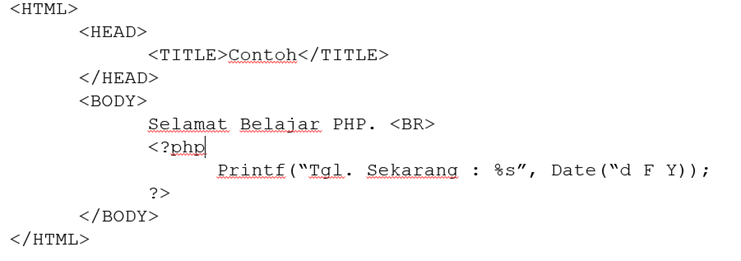 <HTML>
<HEAD>
<TITLE>Contoh</TITLE>
</HEAD>
<BODY>
Selamat Belajar PHP. <BR>
<?php
Printf(“Tgl. Sekarang : %s”, Date(“d F Y));
?>
</BODY>
</HTML>